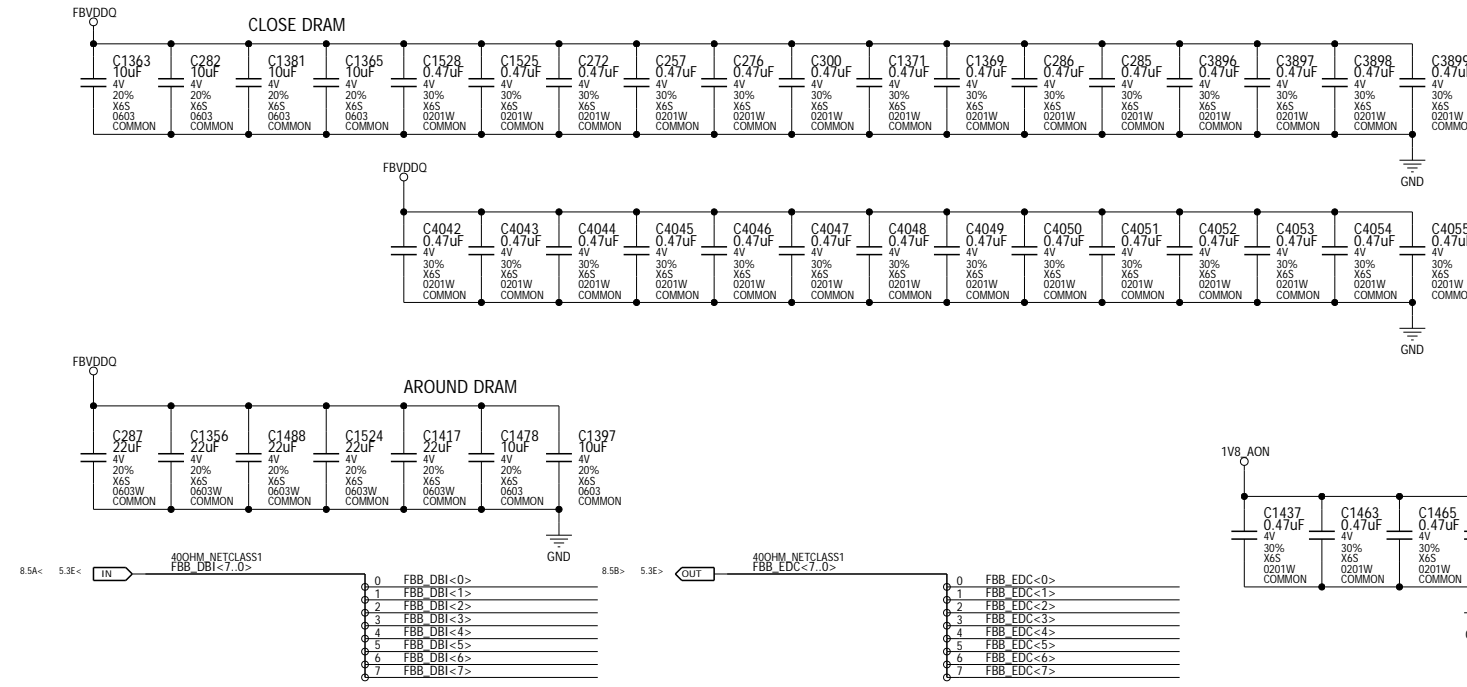 FBVDDQ
CLOSE DRAM
C1363 C282 C1381 C1365 C1528 C1525 C272 C257 C276 C300 C1371 C1369 C286 C285 C3896 C3897 C3898 C3899
10uF 10uF 10uF 10uF 0.47uF 0.47uF 0.47uF 0.47uF 0.47uF 0.47uF 0.47uF 0.47uF 0.47uF 0.47uF 0.47uF 0.47uF 0.47uF 0.47u
4V 4V 4V 4V 4V 4V 4V 4V 4V 4V 4V 4V 4V 4V 4V 4V 4V 4V
20% 20% 20% 20% 30% 30% 30% 30% 30% 30% 30% 30% 30% 30% 30% 30% 30% 30%
X6S X6S X6S X6S X6S X6S X6S X6S X6S X6S X6S X6S X6S X6S X6S X6S X6S X6S
0603 0603 0603 0603 0201W 0201W 0201W 0201W 0201W 0201W 0201W 0201W 0201W 0201W 0201W 0201W 0201W 0201W
COMMON COMMON COMMON COMMON COMMON COMMON COMMON COMMON COMMON COMMON COMMON COMMON COMMON COMMON COMMON COMMON COMMON COMMO
GND
FBVDDQ
C4042 C4043 C4044 C4045 C4046 C4047 C4048 C4049 C4050 C4051 C4052 C4053 C4054 C4055
0.47uF 0.47uF 0.47uF 0.47uF 0.47uF 0.47uF 0.47uF 0.47uF 0.47uF 0.47uF 0.47uF 0.47uF 0.47uF 0.47u
4V 4V 4V 4V 4V 4V 4V 4V 4V 4V 4V 4V 4V 4V
30% 30% 30% 30% 30% 30% 30% 30% 30% 30% 30% 30% 30% 30%
X6S X6S X6S X6S X6S X6S X6S X6S X6S X6S X6S X6S X6S X6S
0201W 0201W 0201W 0201W 0201W 0201W 0201W 0201W 0201W 0201W 0201W 0201W 0201W 0201W
COMMON COMMON COMMON COMMON COMMON COMMON COMMON COMMON COMMON COMMON COMMON COMMON COMMON COMMO
GND
FBVDDQ
AROUND DRAM
C287 C1356 C1488 C1524 C1417 C1478 C1397
22uF 22uF 22uF 22uF 22uF 10uF 10uF
4V 4V 4V 4V 4V 4V 4V
20% 20% 20% 20% 20% 20% 20%
X6S X6S X6S X6S X6S X6S X6S
0603W 0603W 0603W 0603W 0603W 0603 0603
COMMON COMMON COMMON COMMON COMMON COMMON COMMON
GND
1V8_AON
C1437 C1463 C1465
0.47uF 0.47uF 0.47uF
4V 4V 4V
30% 30% 30%
X6S X6S X6S
0201W 0201W 0201W
COMMON COMMON COMMON
8.5A< 5.3E< IN
40OHM_NETCLASS1
FBB_DBI<7..0>
0 FBB_DBI<0>
1 FBB_DBI<1>
2 FBB_DBI<2>
3 FBB_DBI<3>
4 FBB_DBI<4>
5 FBB_DBI<5>
6 FBB_DBI<6>
7 FBB_DBI<7>
8.5B> 5.3E> OUT
40OHM_NETCLASS1
FBB_EDC<7..0>
0 FBB_EDC<0>
1 FBB_EDC<1>
2 FBB_EDC<2>
3 FBB_EDC<3>
4 FBB_EDC<4>
5 FBB_EDC<5>
6 FBB_EDC<6>
7 FBB_EDC<7>